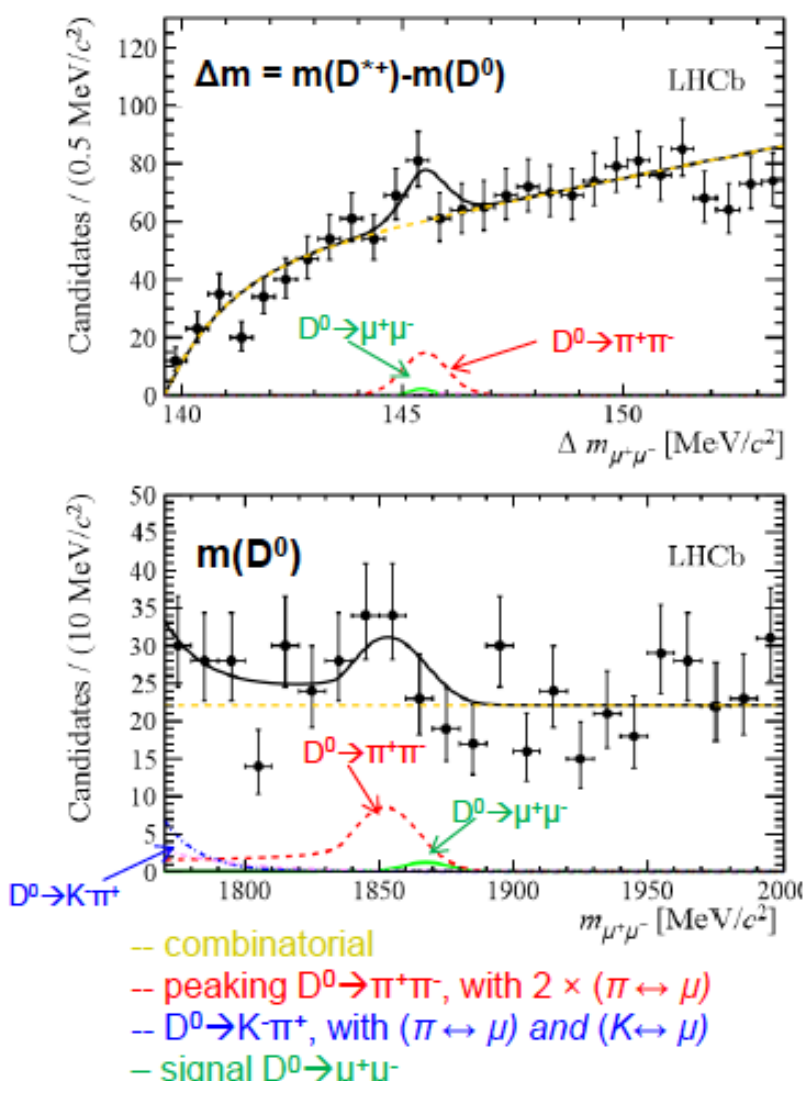 Δm = m(D*+)-m(D0)
LHCb
Candidates / (0.5 MeV/c2)
120
100
80
60
40
20
0
D0→μ+μ-
D0→π+π-
140
145
150
Δ mμ+μ- [MeV/c2]
m(D0)
LHCb
Candidates / (10 MeV/c2)
50
45
40
35
30
25
20
15
10
5
0
D0→π+π-
D0→μ+μ-
D0→K-π+
1800
1850
1900
1950
2000
mμ+μ- [MeV/c2]
-- combinatorial
-- peaking D0→π+π-, with 2 × (π ↔ μ)
-- D0→K-π+, with (π ↔ μ) and (K↔ μ)
– signal D0→μ+μ-